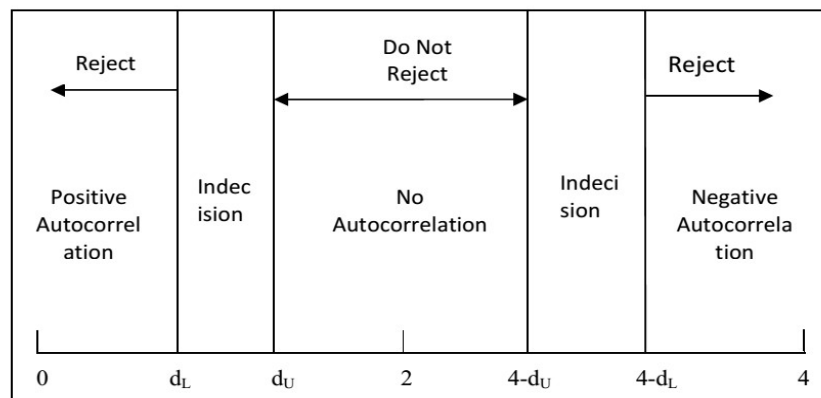 Reject
Do Not
Reject
Reject
Positive
Autocorrel
ation
Indec
ision
No
Autocorrelation
Indeci
sion
Negative
Autocorrela
tion
0 dL dU 2 4-dU 4-dL 4